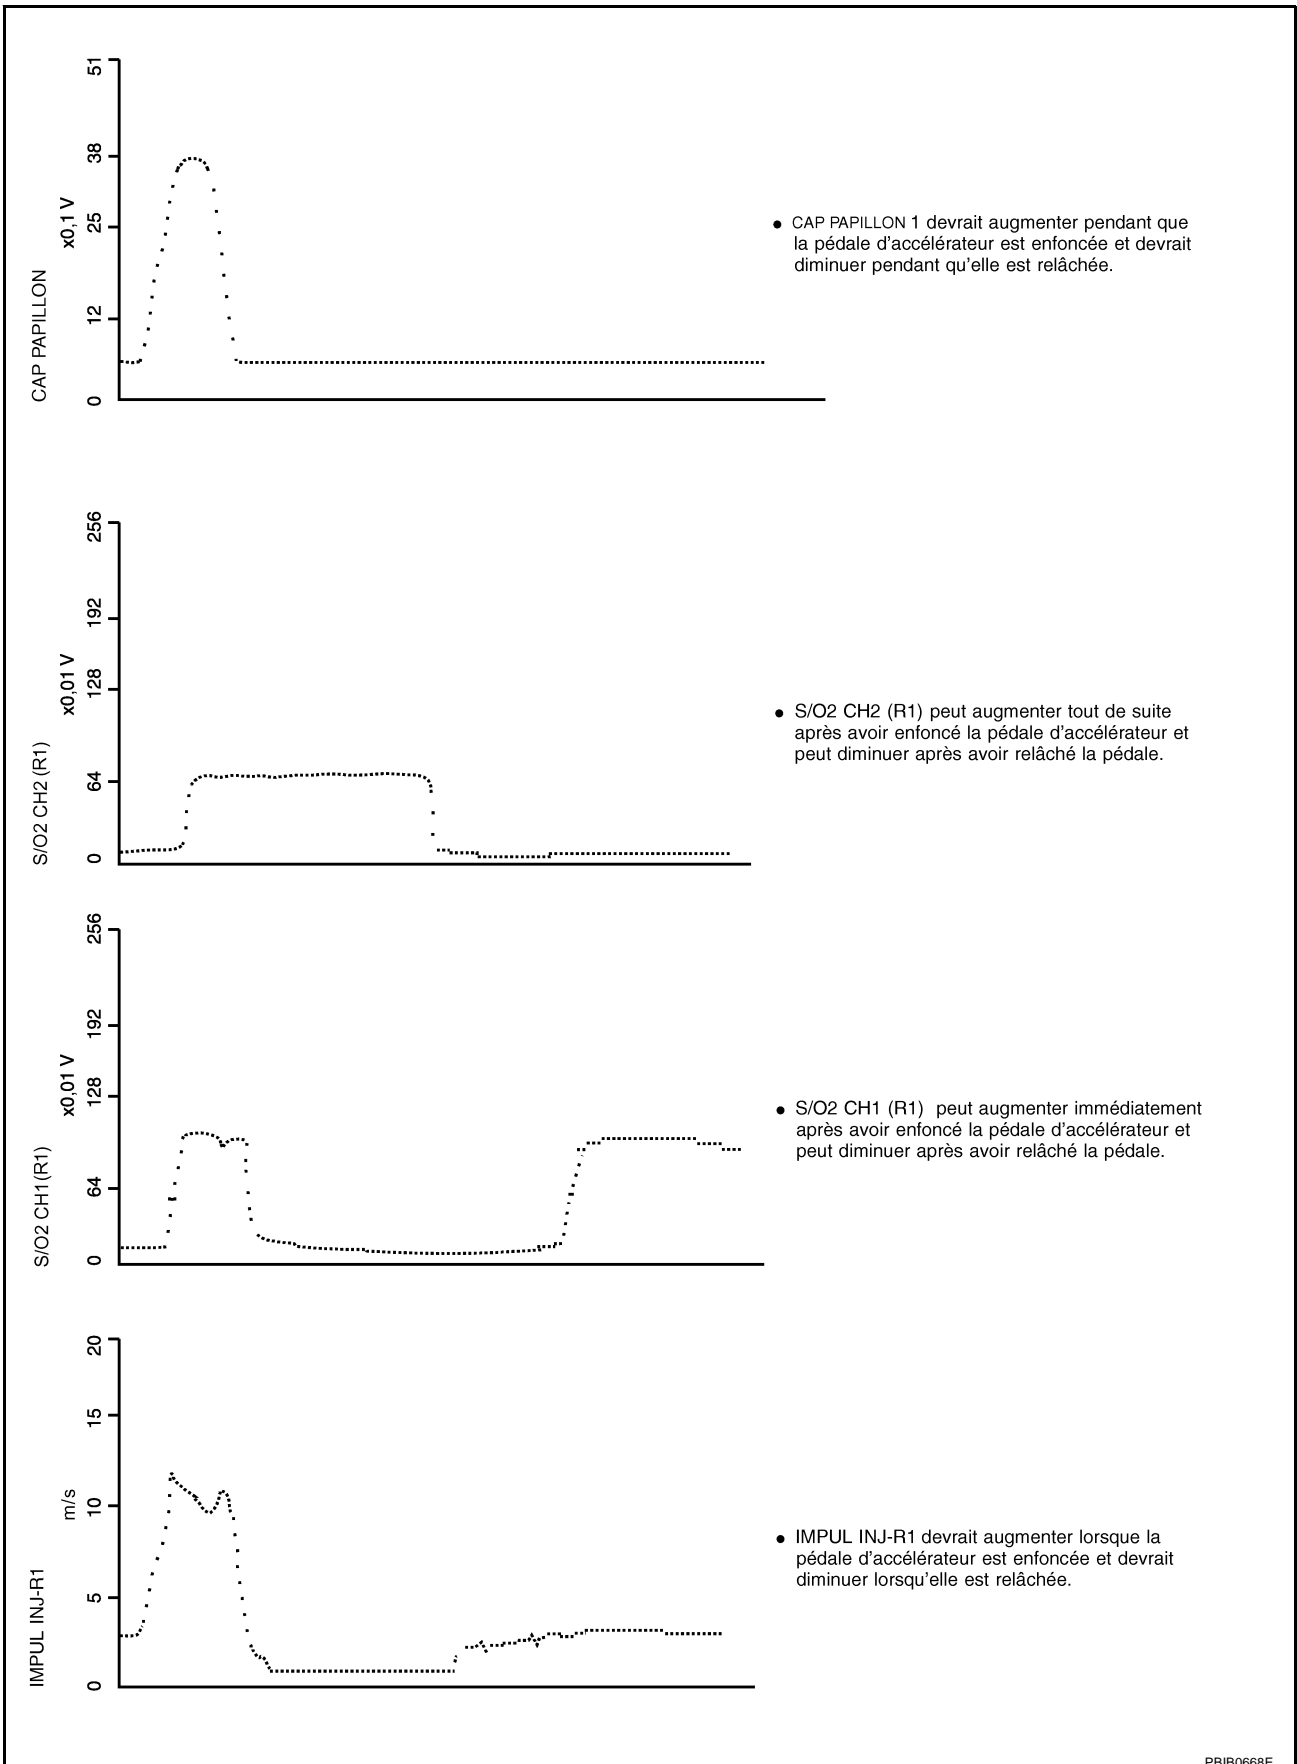 51
38
25
12
0
x0,1 V
CAP PAPILLON
● CAP PAPILLON 1 devrait augmenter pendant que
la pédale d'accélérateur est enfoncée et devrait
diminuer pendant qu'elle est relâchée.
256
192
128
64
0
x0,01 V
S/O2 CH2 (R1)
● S/O2 CH2 (R1) peut augmenter tout de suite
après avoir enfoncé la pédale d'accélérateur et
peut diminuer après avoir relâché la pédale.
256
192
128
64
0
x0,01 V
S/O2 CH1(R1)
● S/O2 CH1 (R1) peut augmenter immédiatement
après avoir enfoncé la pédale d'accélérateur et
peut diminuer après avoir relâché la pédale.
20
15
10
5
0
m/s
IMPUL INJ-R1
● IMPUL INJ-R1 devrait augmenter lorsque la
pédale d'accélérateur est enfoncée et devrait
diminuer lorsqu'elle est relâchée.